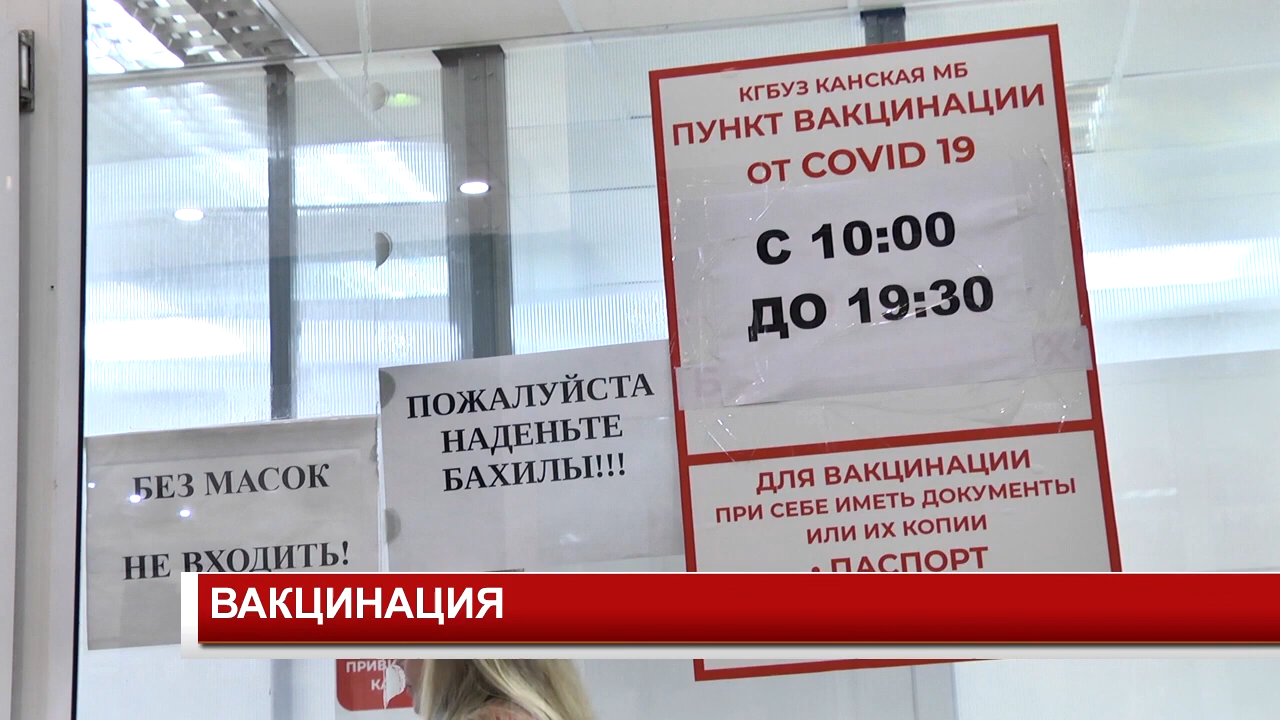 КГБУЗ КАНСКАЯ МБ
ПУНКТ ВАКЦИНАЦИИ
ОТ COVID 19
С 10:00
ДО 19:30
ДЛЯ ВАКЦИНАЦИИ
ПРИ СЕБЕ ИМЕТЬ ДОКУМЕНТЫ
ИЛИ ИХ КОПИИ
• ПАСПОРТ
ПОЖАЛУЙСТА
НАДЕНЬТЕ
БАХИЛЫ!!!
БЕЗ МАСОК
НЕ ВХОДИТЬ!
ВАКЦИНАЦИЯ